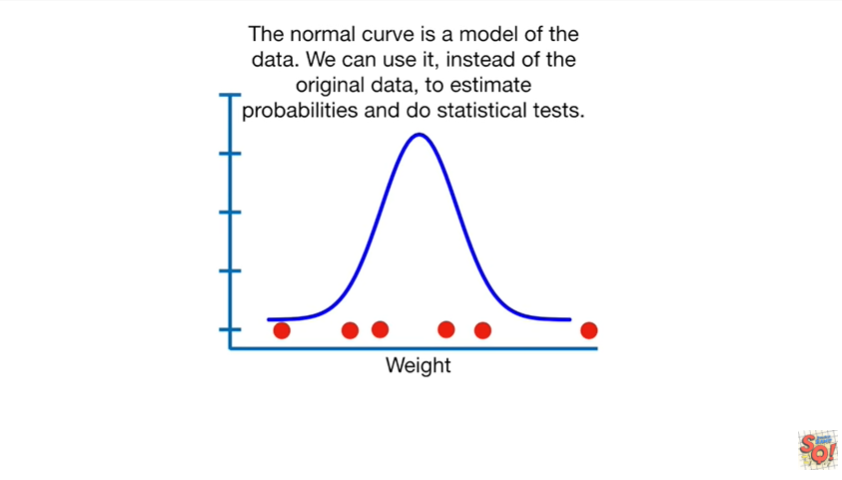 The normal curve is a model of the
data. We can use it, instead of the
original data, to estimate
probabilities and do statistical tests.
Weight
SQ!